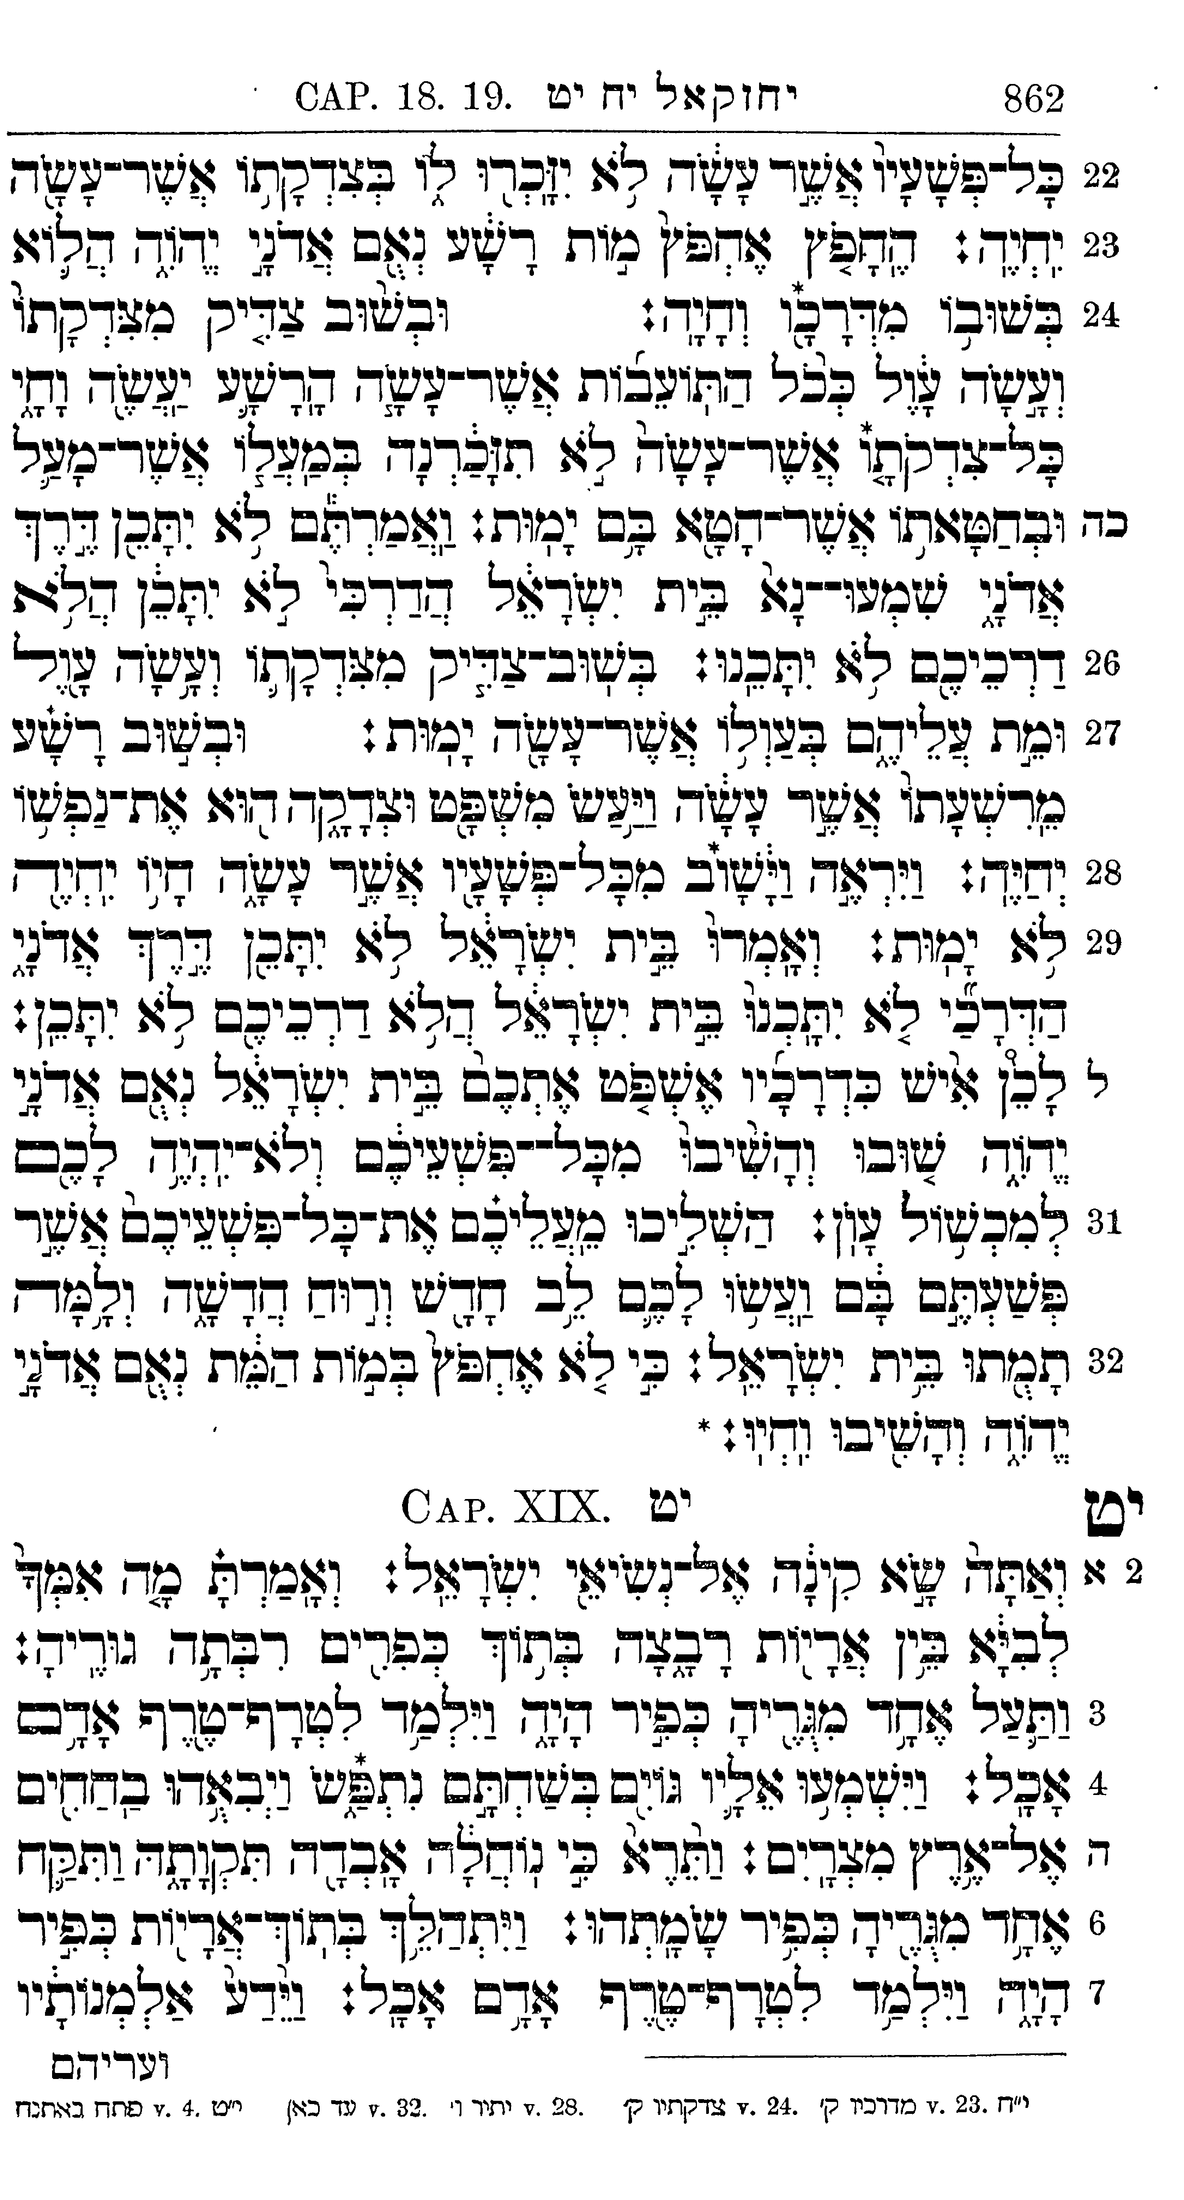 862 יחזקאל יח יט CAP. 18. 19.
22 כָּל־פְּשָׁעָיו֙ אֲשֶׁ֣ר עָשָׂ֔ה לֹ֥א יִזָּכְר֖וּ ל֑וֹ בְּצִדְקָת֥וֹ אֲשֶׁר־עָשָׂ֖ה
23 יִֽחְיֶֽה׃ הֶחָפֹ֤ץ אֶחְפֹּץ֙ מ֣וֹת רָשָׁ֔ע נְאֻ֖ם אֲדֹנָ֣י יֱהוִֹ֑ה הֲל֛וֹא
24 בְּשׁוּב֥וֹ מִדְּרָכָ֖ו* וְחָיָֽה׃ וּבְשׁ֨וּב צַדִּ֤יק מִצִּדְקָתוֹ֙
וְעָ֣שָׂה עָ֔וֶל כְּכֹ֨ל הַתּֽוֹעֵב֜וֹת אֲשֶׁר־עָשָׂ֧ה הָרָשָׁ֛ע יַעֲשֶׂ֖ה וָחָ֑י
כָּל־צִדְקֹתָ֤ו* אֲשֶׁר־עָשָׂה֙ לֹ֣א תִזָּכַ֔רְנָה בְּמַעֲל֧וֹ אֲשֶׁר־מָעַ֛ל
כה וּבְחַטָּאת֥וֹ אֲשֶׁר־חָטָ֖א בָּ֥ם יָמֽוּת׃ וַאֲמַרְתֶּ֕ם לֹ֥א יִתָּכֵ֖ן דֶּ֣רֶךְ
אֲדֹנָ֑י שִׁמְעוּ־נָא֙ בֵּ֣ית יִשְׂרָאֵ֔ל הֲדַרְכִּי֙ לֹ֣א יִתָּכֵ֔ן הֲלֹ֥א
26 דַרְכֵיכֶ֖ם לֹ֥א יִתָּכֵֽנוּ׃ בְּשֽׁוּב־צַדִּ֧יק מִצִּדְקָת֛וֹ וְעָ֥שָׂה עָ֖וֶל
27 וּמֵ֣ת עֲלֵיהֶ֑ם בְּעַוְל֥וֹ אֲשֶׁר־עָשָׂ֖ה יָמֽוּת׃ וּבְשׁ֣וּב רָשָׁ֗ע
מֵֽרִשְׁעָתוֹ֙ אֲשֶׁ֣ר עָשָׂ֔ה וַיַּ֥עַשׂ מִשְׁפָּ֖ט וּצְדָקָ֑ה ה֖וּא אֶת־נַפְשׁ֥וֹ
28 יְחַיֶּֽה׃ וַיִּרְאֶ֣ה וַיָּ֔שָׁוֹב* מִכָּל־פְּשָׁעָ֖יו אֲשֶׁ֣ר עָשָׂ֑ה חָי֥וֹ יִֽחְיֶ֖ה
29 לֹ֥א יָמֽוּת׃ וְאָֽמְרוּ֙ בֵּ֣ית יִשְׂרָאֵ֔ל לֹ֥א יִתָּכֵ֖ן דֶּ֣רֶךְ אֲדֹנָ֑י
הַדְּרָכַ֞י לֹ֤א יִתָּֽכְנוּ֙ בֵּ֣ית יִשְׂרָאֵ֔ל הֲלֹ֥א דַרְכֵיכֶ֖ם לֹ֥א יִתָּכֵֽן׃
ל לָכֵ֡ן אִ֣ישׁ כִּדְרָכָיו֩ אֶשְׁפֹּ֨ט אֶתְכֶם֙ בֵּ֣ית יִשְׂרָאֵ֔ל נְאֻ֖ם אֲדֹנָ֣י
יֱהוִֹ֑ה שׁ֤וּבוּ וְהָשִׁ֨יבוּ֙ מִכָּל־פִּשְׁעֵיכֶ֔ם וְלֹא־יִהְיֶ֥ה לָכֶ֖ם
31 לְמִכְשׁ֥וֹל עָוֹֽן׃ הַשְׁלִ֣יכוּ מֵעֲלֵיכֶ֗ם אֶת־כָּל־פִּשְׁעֵיכֶם֙ אֲשֶׁ֣ר
פְּשַׁעְתֶּ֣ם בָּ֔ם וַעֲשׂ֥וּ לָכֶ֛ם לֵ֥ב חָדָ֖שׁ וְר֣וּחַ חֲדָשָׁ֑ה וְלָ֥מָּה
32 תָמֻ֖תוּ בֵּ֥ית יִשְׂרָאֵֽל׃ כִּ֣י לֹ֤א אֶחְפֹּץ֙ בְּמ֣וֹת הַמֵּ֔ת נְאֻ֖ם אֲדֹנָ֣י
יֱהוִֹ֑ה וְהָשִׁ֖יבוּ וִֽחְיֽוּ׃ *
יט CAP. XIX. יט
2 א וְאַתָּה֙ שָׂ֣א קִינָ֔ה אֶל־נְשִׂיאֵ֖י יִשְׂרָאֵֽל׃ וְאָֽמַרְתָּ֗ מָ֤ה אִמְּךָ֙
לְבִיָּ֔א בֵּ֥ין אֲרָי֖וֹת רָבָ֑צָה בְּת֥וֹךְ כְּפִרִ֖ים רִבְּתָ֥ה גוּרֶֽיהָ׃
3 וַתַּ֛עַל אֶחָ֥ד מִגֻּרֶ֖יהָ כְּפִ֣יר הָיָ֑ה וַיִּלְמַ֥ד לִטְרָף־טֶ֖רֶף אָדָ֥ם
4 אָכָֽל׃ וַיִּשְׁמְע֥וּ אֵלָ֛יו גּוֹיִ֖ם בְּשַׁחְתָּ֣ם נִתְפַּ֑שׂ* וַיְבִאֻ֥הוּ בַֽחַחִ֖ים
ה אֶל־אֶ֥רֶץ מִצְרָֽיִם׃ וַתֵּ֨רֶא֙ כִּ֣י נֽוֹחֲלָ֔ה אָבְדָ֖ה תִּקְוָתָ֑הּ וַתִּקַּ֛ח
6 אֶחָ֥ד מִגֻּרֶ֖יהָ כְּפִ֥יר שָׂמָֽתְהוּ׃ וַיִּתְהַלֵּ֥ךְ בְּתֽוֹךְ־אֲרָי֖וֹת כְּפִ֣יר
7 הָיָ֑ה וַיִּלְמַ֥ד לִטְרָף־טֶ֖רֶף אָדָ֥ם אָכָֽל׃ וַיֵּ֨דַע֙ אַלְמְנוֹתָ֔יו
ועריהם
י״ח v. 23. מדרכיו ק׳ v. 24. צדקתיו ק׳ v. 28. יתיר ו׳ v. 32. עד כאן י״ט v. 4. פתח באתנח